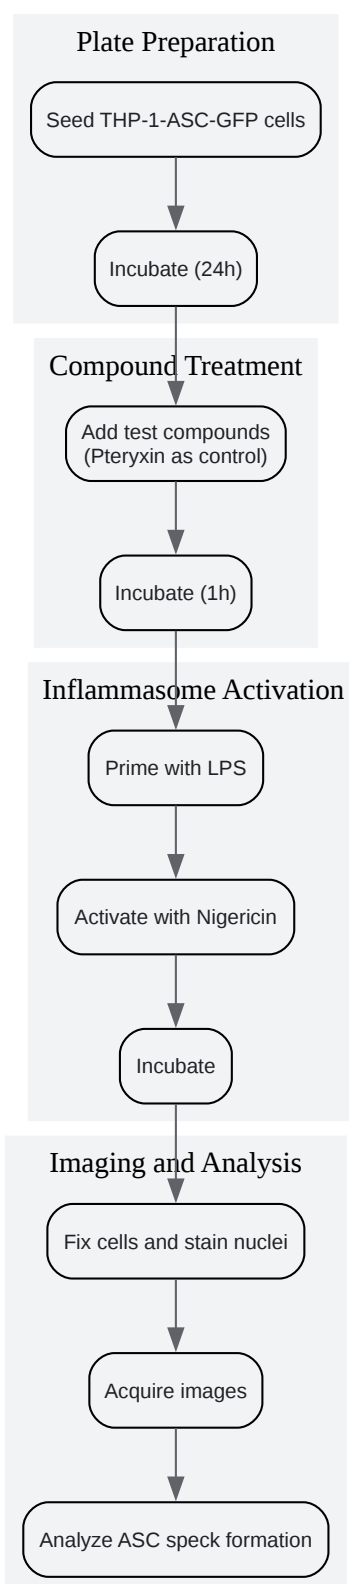 Plate Preparation
Seed THP-1-ASC-GFP cells
Incubate (24h)
Compound Treatment
Add test compounds
(Pteryxin as control)
Incubate (1h)
Inflammasome Activation
Prime with LPS
Activate with Nigericin
Incubate
Imaging and Analysis
Fix cells and stain nuclei
Acquire images
Analyze ASC speck formation